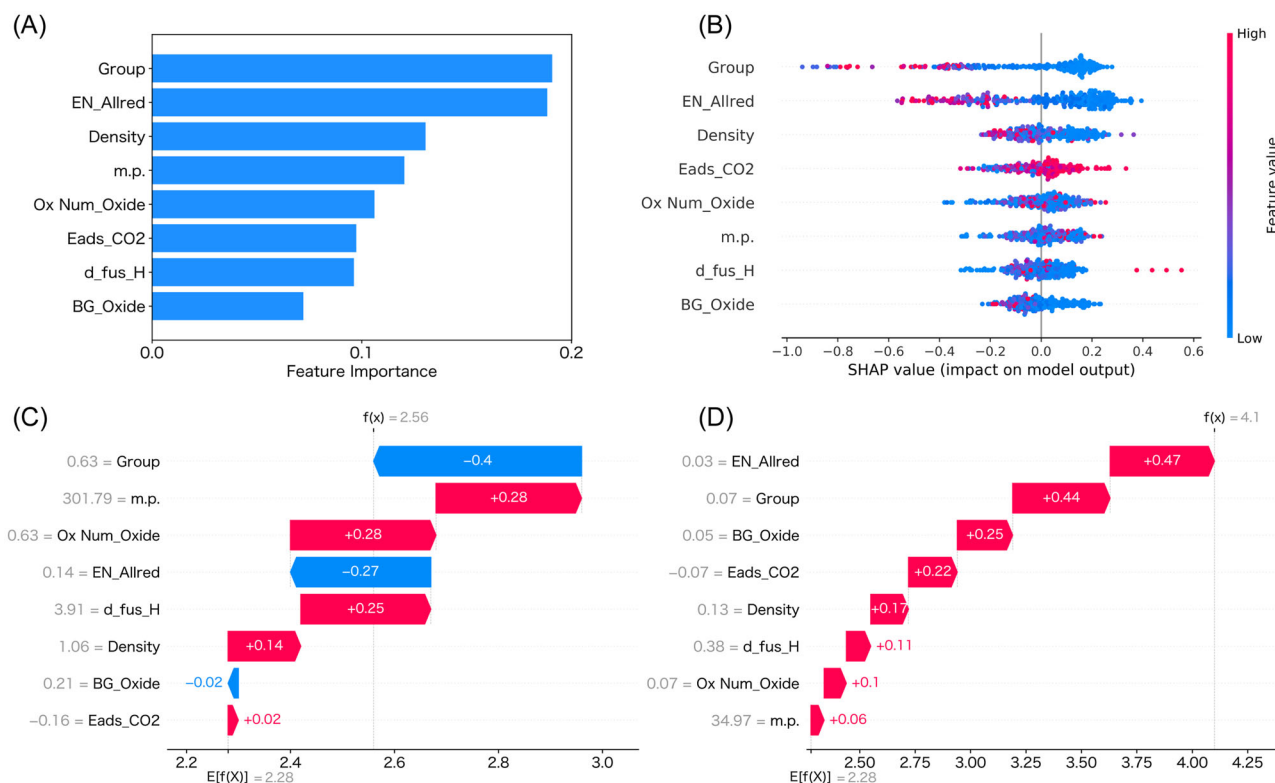 (A)
Group
EN_Allred
Density
m.p.
Ox Num_Oxide
Eads_CO2
d_fus_H
BG_Oxide
0.0 0.1 0.2
Feature Importance
(B)
Group
EN_Allred
Density
Eads_CO2
Ox Num_Oxide
m.p.
d_fus_H
BG_Oxide
−1.0 −0.8 −0.6 −0.4 −0.2 0.0 0.2 0.4 0.6
SHAP value (impact on model output)
High
Feature value
Low
(C)
f(x) = 2.56
0.63 = Group −0.4
301.79 = m.p. +0.28
0.63 = Ox Num_Oxide +0.28
0.14 = EN_Allred −0.27
3.91 = d_fus_H +0.25
1.06 = Density +0.14
0.21 = BG_Oxide −0.02
−0.16 = Eads_CO2 +0.02
2.2 2.4 2.6 2.8 3.0
E[f(X)] = 2.28
(D)
f(x) = 4.1
0.03 = EN_Allred +0.47
0.07 = Group +0.44
0.05 = BG_Oxide +0.25
−0.07 = Eads_CO2 +0.22
0.13 = Density +0.17
0.38 = d_fus_H +0.11
0.07 = Ox Num_Oxide +0.1
34.97 = m.p. +0.06
2.50 2.75 3.00 3.25 3.50 3.75 4.00 4.25
E[f(X)] = 2.28